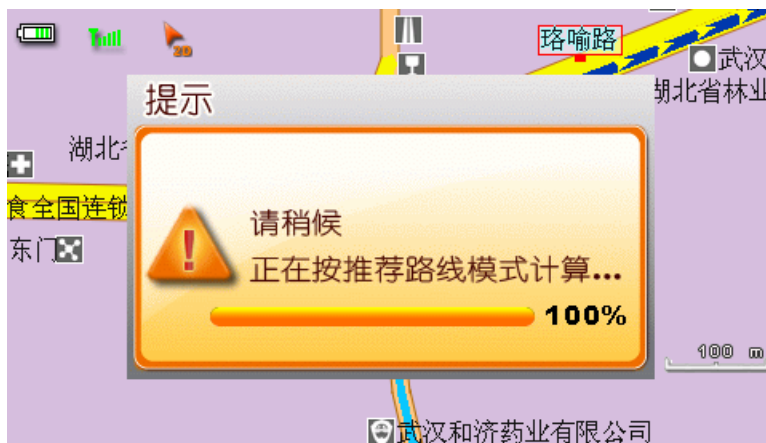 2D
珞喻路
武汉
湖北省林业
提示
湖北
食全国连锁
东门
请稍候
正在按推荐路线模式计算...
100%
100 m
武汉和济药业有限公司